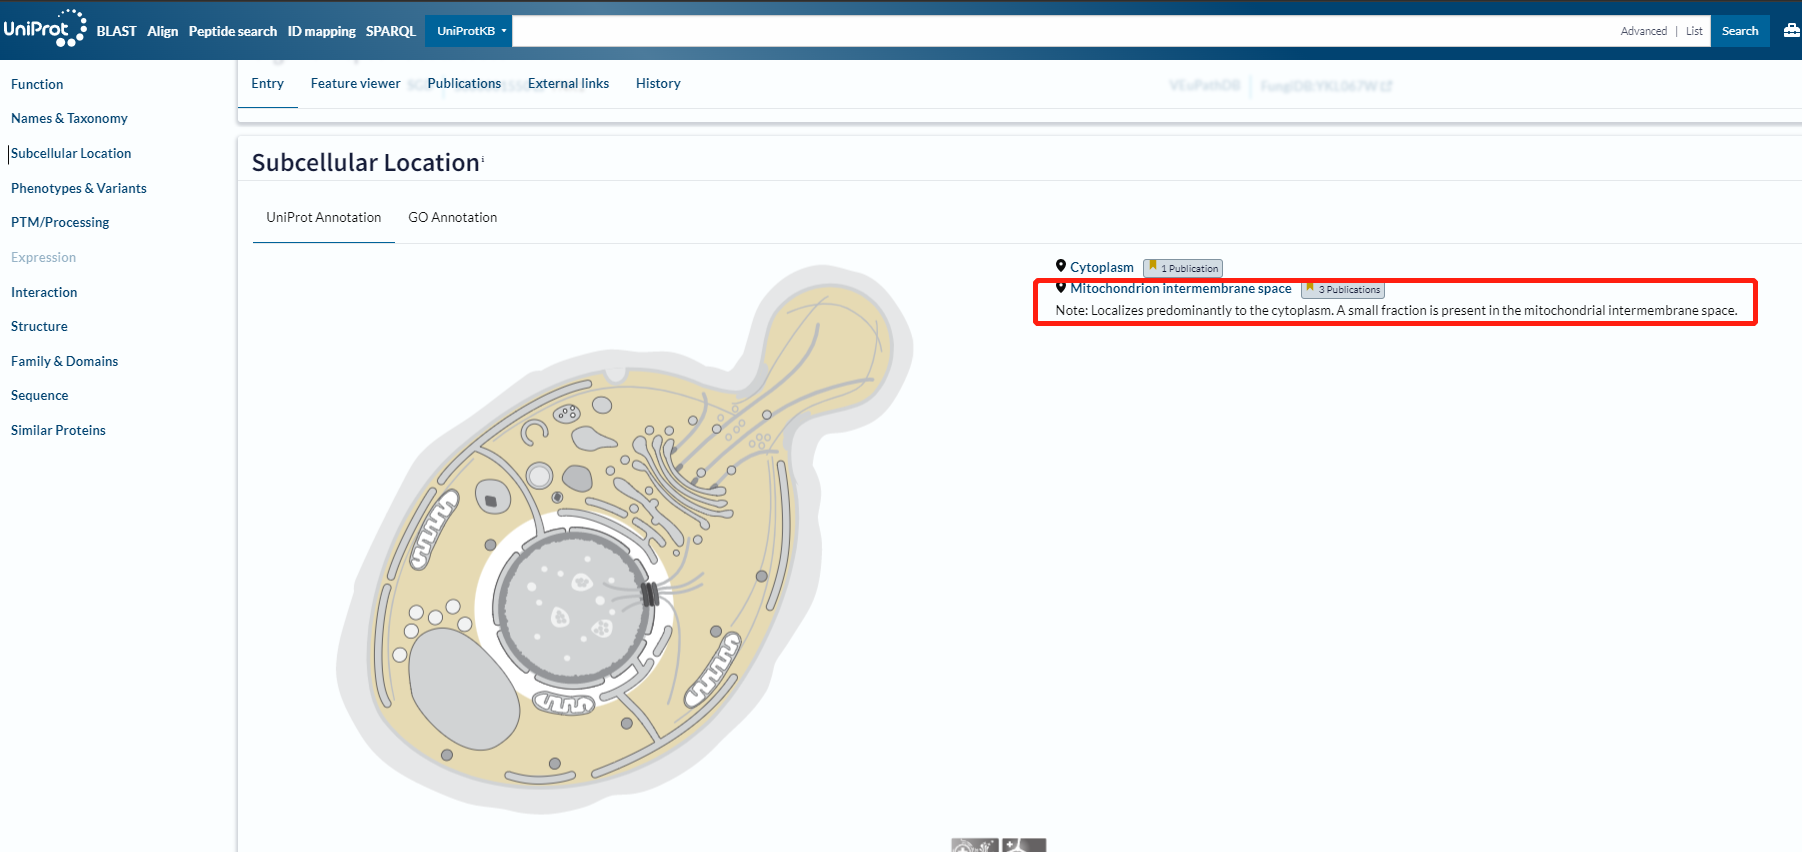 UniProt BLAST Align Peptide search ID mapping SPARQL UniProtKB Advanced | List Search
Function
Names & Taxonomy
Subcellular Location
Phenotypes & Variants
PTM/Processing
Expression
Interaction
Structure
Family & Domains
Sequence
Similar Proteins
Entry Feature viewer Publications External links History
VEuPathDB FungiDB:YKL067W
Subcellular Location i
UniProt Annotation GO Annotation
Cytoplasm 1 Publication
Mitochondrion intermembrane space 3 Publications
Note: Localizes predominantly to the cytoplasm. A small fraction is present in the mitochondrial intermembrane space.